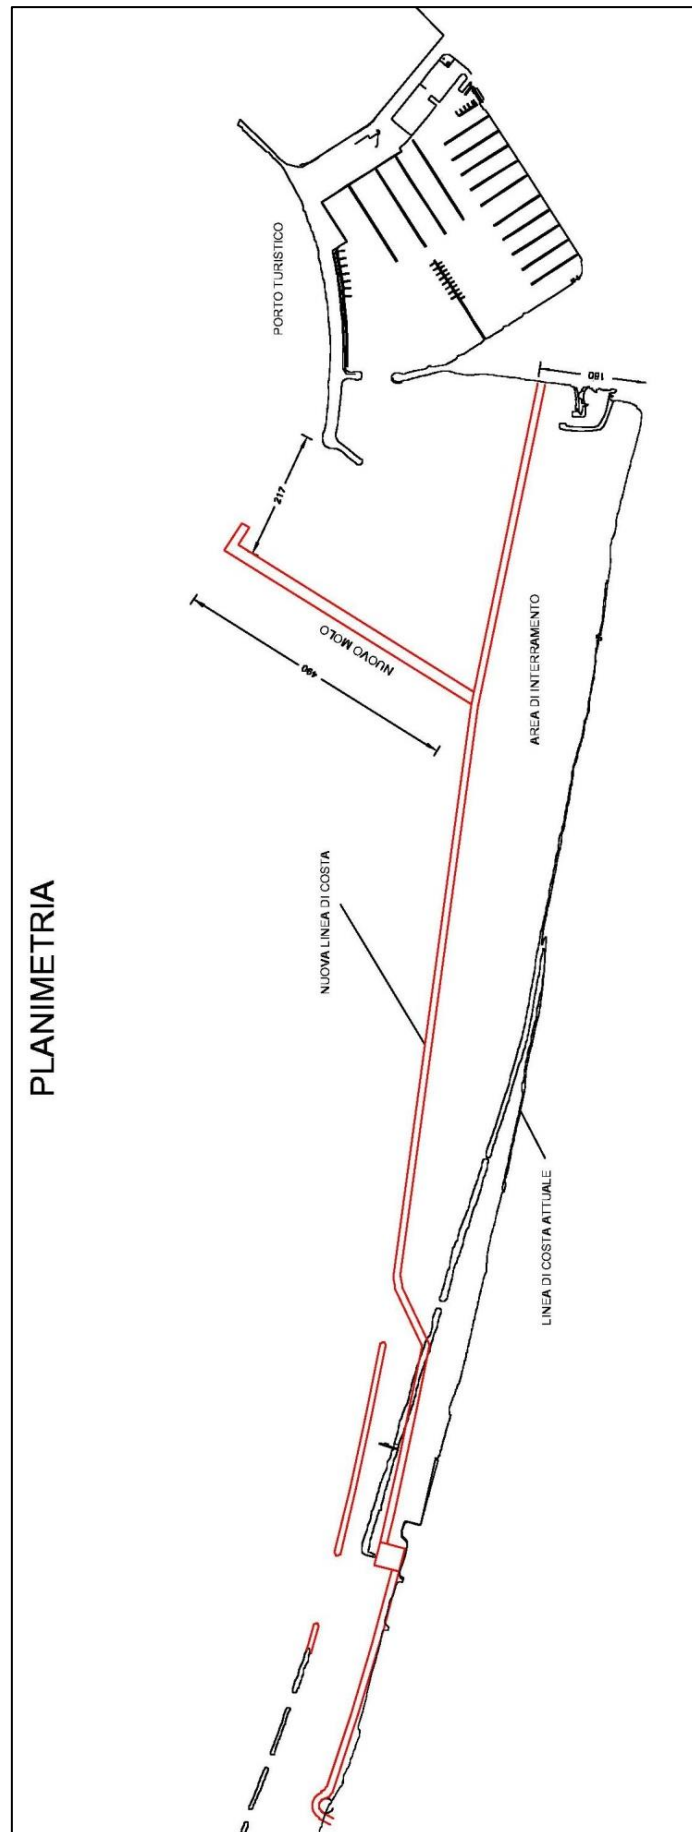 PLANIMETRIA
PORTO TURISTICO
180
217
NUOVO MOLO
490
AREA DI INTERRAMENTO
NUOVA LINEA DI COSTA
LINEA DI COSTA ATTUALE